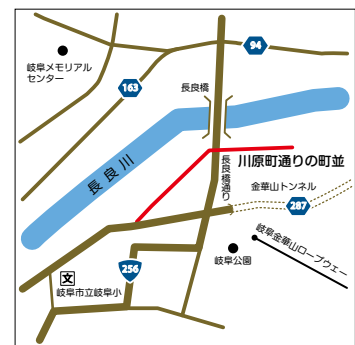 94
岐阜メモリアル
センター
163
長良橋
長良川
川原町通りの町並
長良橋通り
金華山トンネル
287
岐阜金華山ロープウェー
256
岐阜公園
文
岐阜市立岐阜小